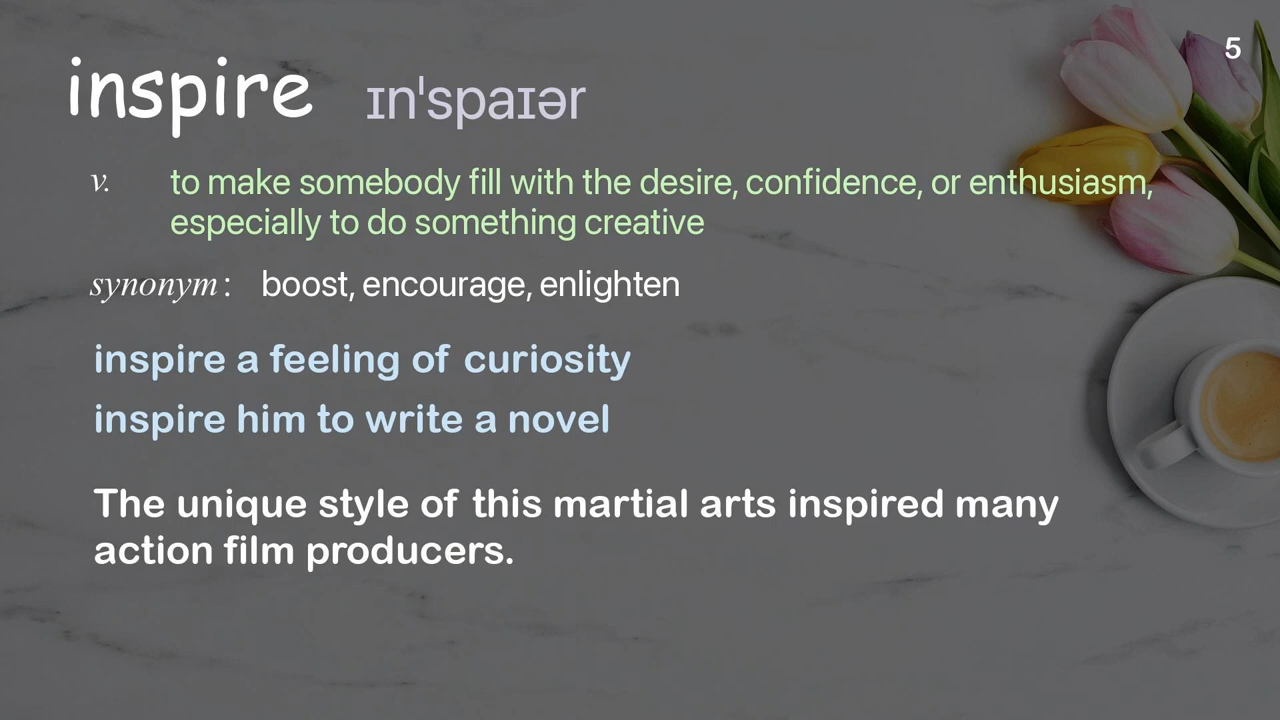 5
inspire ɪn'spaɪər
v. to make somebody fill with the desire, confidence, or enthusiasm,
especially to do something creative
synonym : boost, encourage, enlighten
inspire a feeling of curiosity
inspire him to write a novel
The unique style of this martial arts inspired many
action film producers.